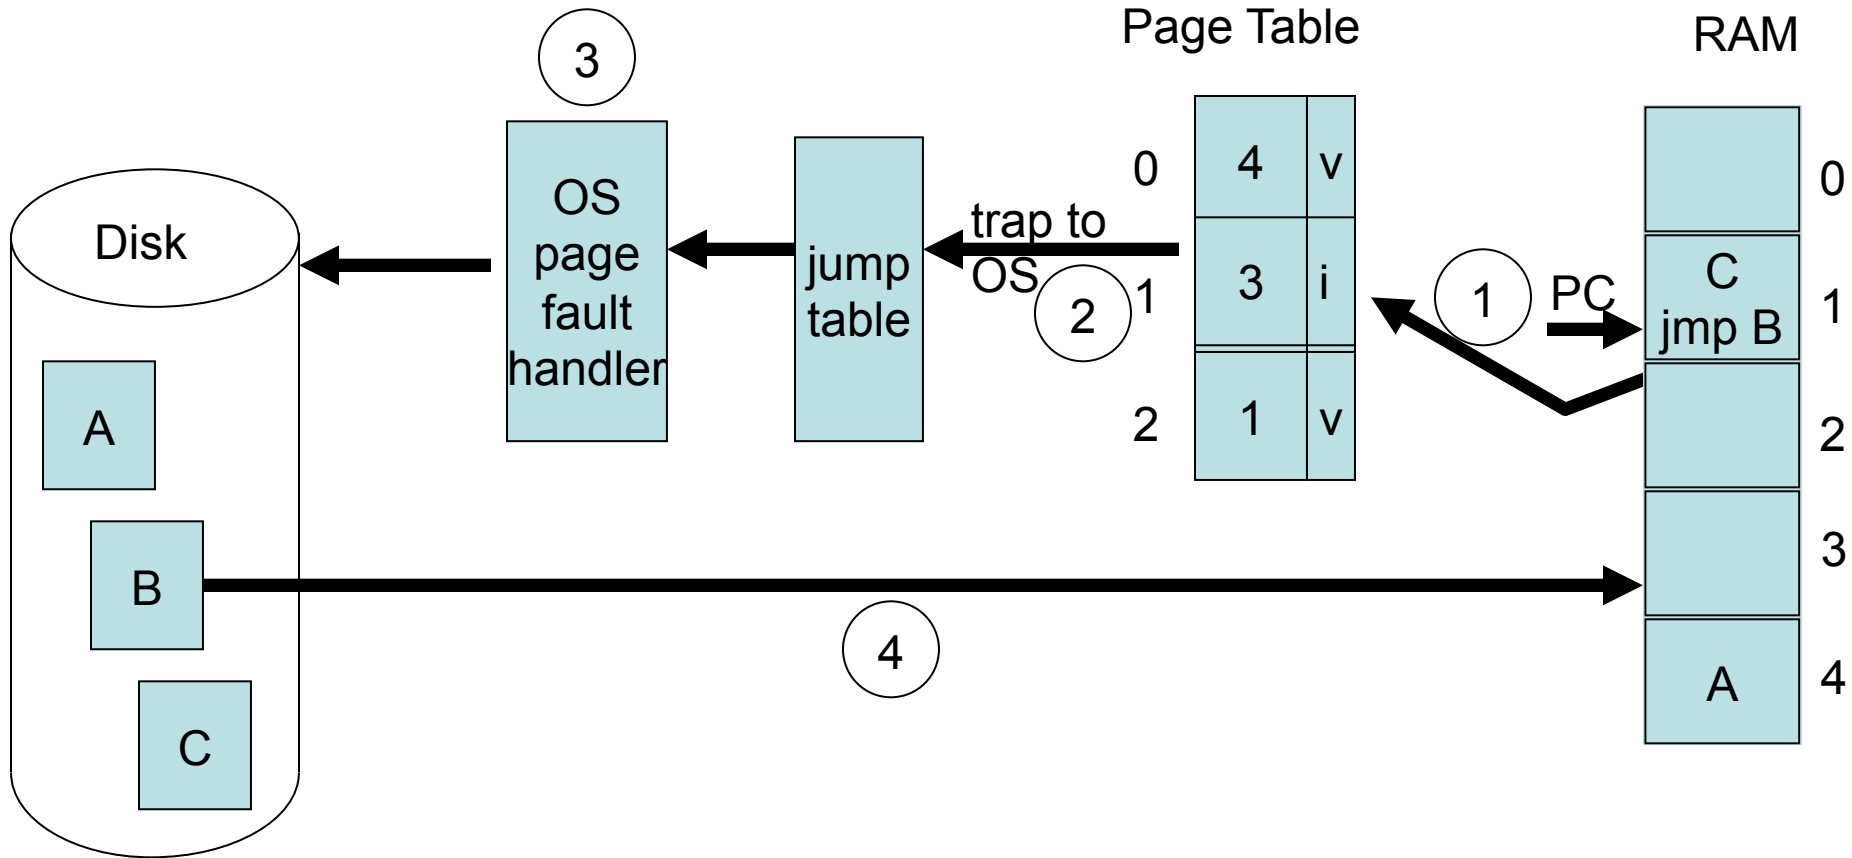 Page Table
RAM
3
Disk
OS
page
fault
handler
jump
table
trap to
OS
2
0
1
2
4 v
3 i
1 v
1
PC
C
jmp B
A
0
1
2
3
4
A
B
C
4